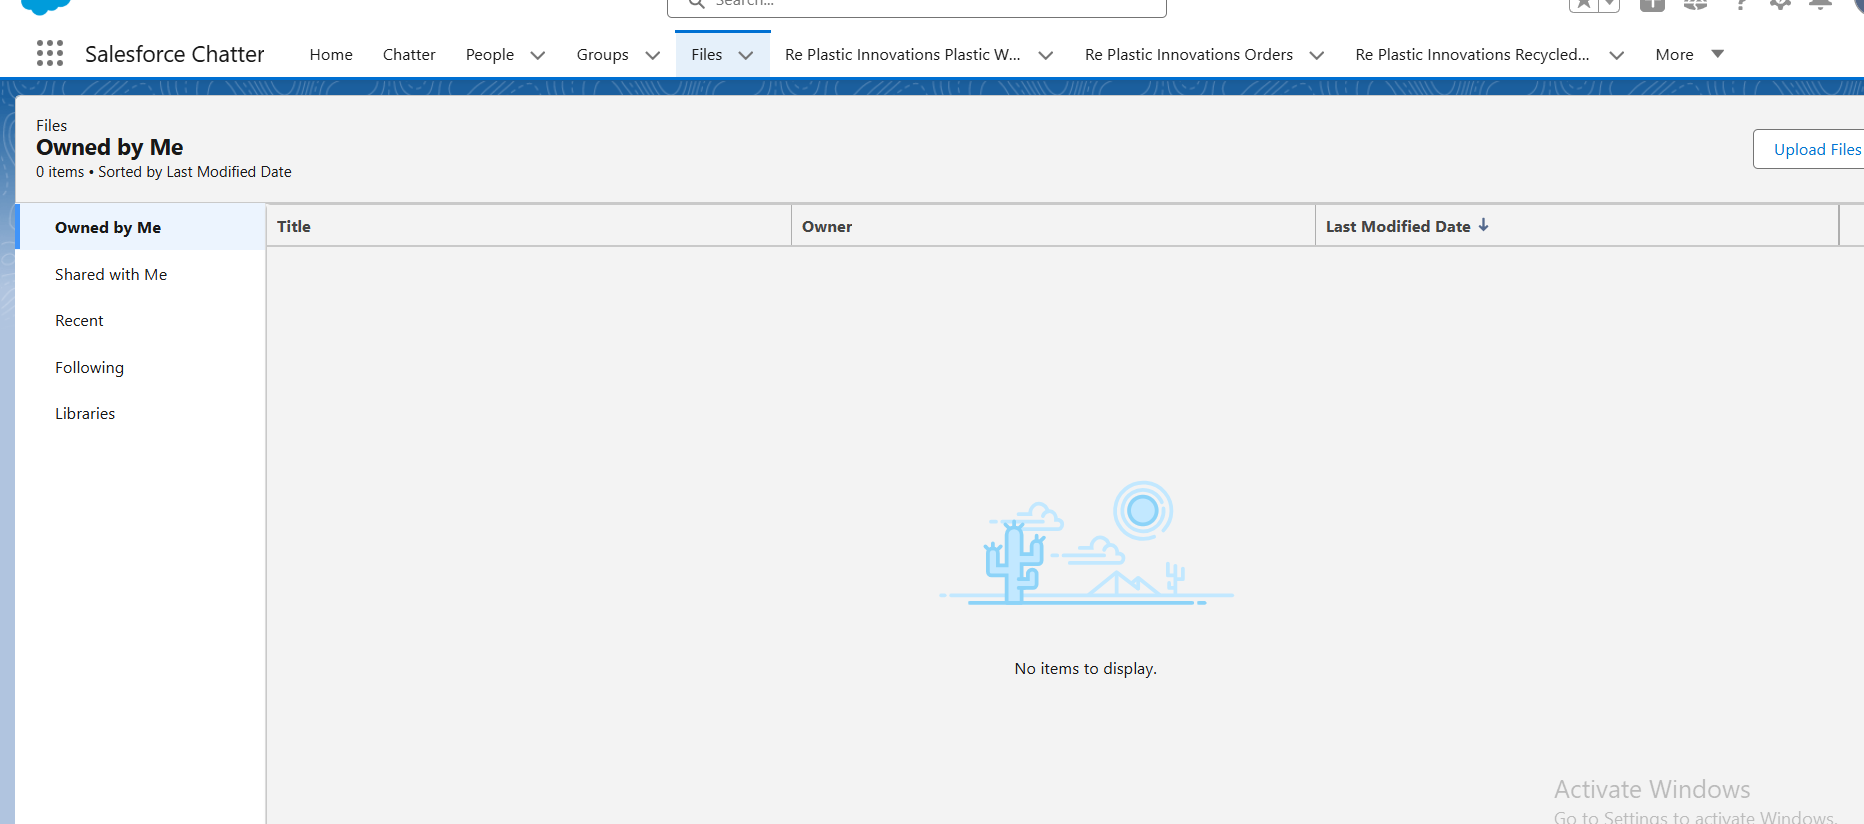 Search...
Salesforce Chatter
Home
Chatter
People
Groups
Files
Re Plastic Innovations Plastic W...
Re Plastic Innovations Orders
Re Plastic Innovations Recycled...
More
Files
Owned by Me
0 items • Sorted by Last Modified Date
Upload Files
Owned by Me
Shared with Me
Recent
Following
Libraries
Title
Owner
Last Modified Date
No items to display.
Activate Windows
Go to Settings to activate Windows.